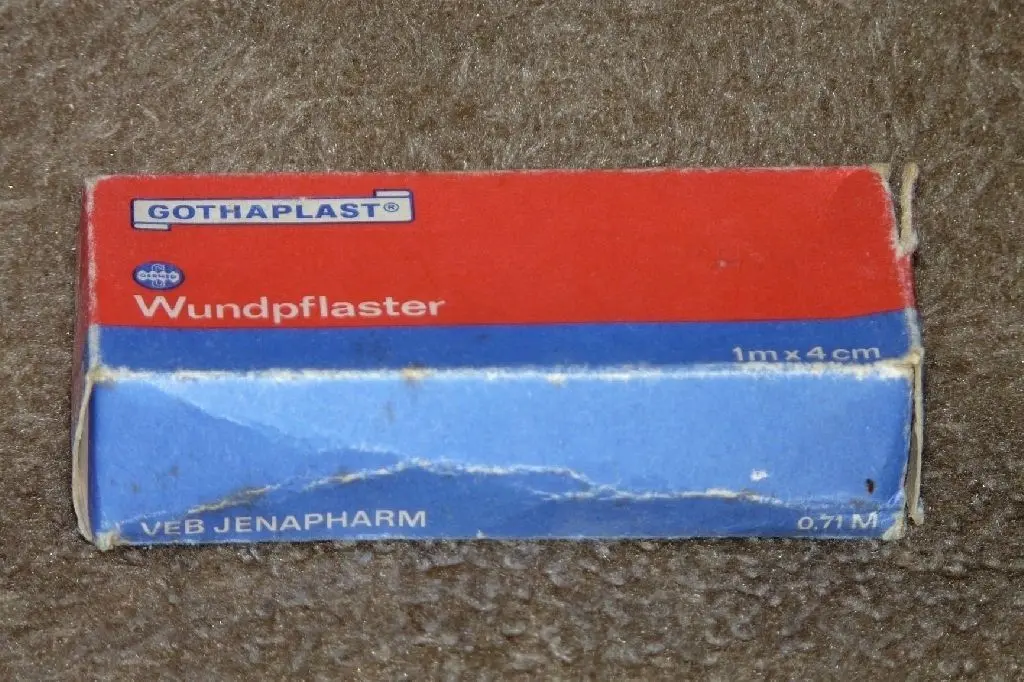 GOTHAPLAST®
Wundpflaster
1m x 4 cm
VEB JENAPHARM
0,71 M